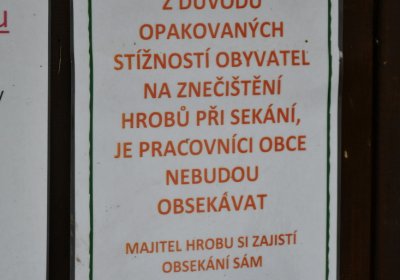 Z DŮVODU
OPAKOVANÝCH
STÍŽNOSTÍ OBYVATEL
NA ZNEČIŠTĚNÍ
HROBŮ PŘI SEKÁNÍ,
JE PRACOVNÍCI OBCE
NEBUDOU
OBSEKÁVAT
MAJITEL HROBU SI ZAJISTÍ
OBSEKÁNÍ SÁM